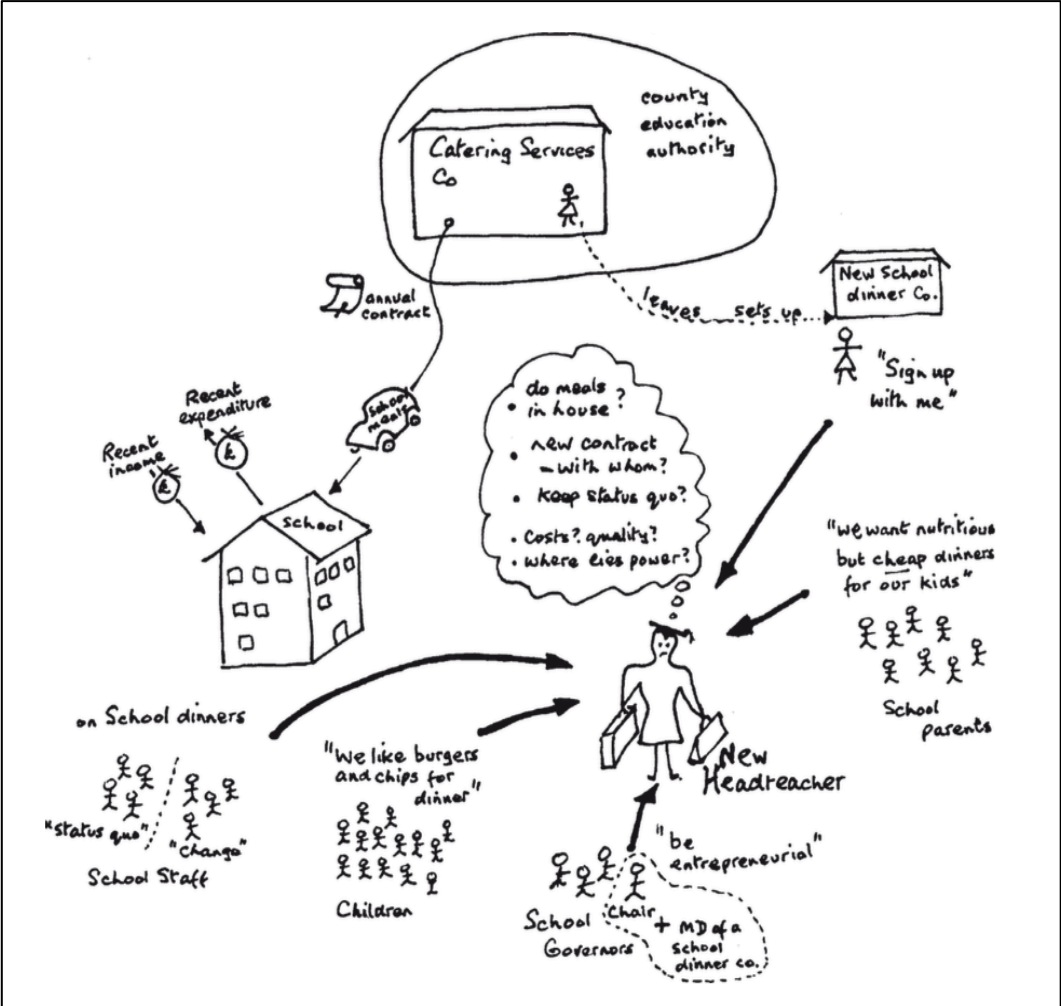 county
education
authority
Catering Services
Co
annual
contract
leaves sets up
New School
dinner Co.
"Sign up
with me"
School
meals
Recent
expenditure
£
Recent
income
£
School
• do meals
in house?
• new contract
– with whom?
• keep status quo?
• costs? quality?
• where lies power?
"We want nutritious
but cheap dinners
for our kids"
School
parents
on School dinners
"status quo"
"change"
School Staff
"We like burgers
and chips for
dinner"
Children
New
Headteacher
"be
entrepreneurial"
School
Governors
Chair
+ MD of a
school
dinner co.